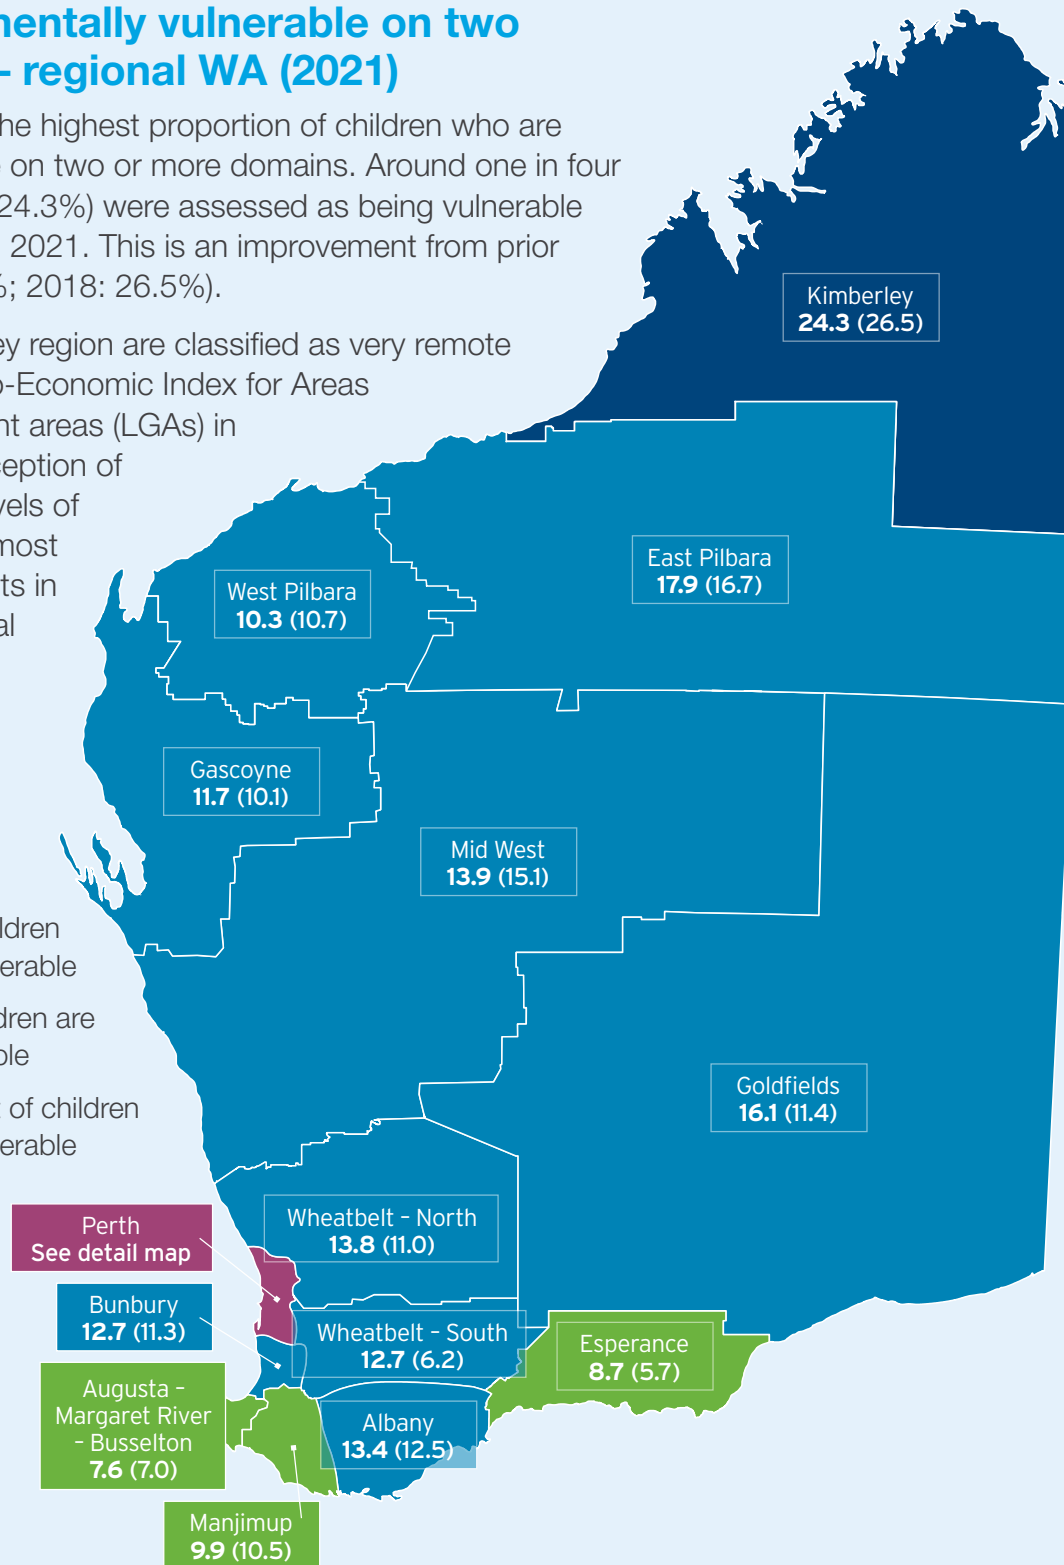 mentally vulnerable on two
– regional WA (2021)
he highest proportion of children who are
on two or more domains. Around one in four
24.3%) were assessed as being vulnerable
2021. This is an improvement from prior
%; 2018: 26.5%).
ey region are classified as very remote
o-Economic Index for Areas
nt areas (LGAs) in
ception of
vels of
most
ts in
al
Kimberley
24.3 (26.5)
East Pilbara
17.9 (16.7)
West Pilbara
10.3 (10.7)
Gascoyne
11.7 (10.1)
Mid West
13.9 (15.1)
ldren
erable
dren are
ble
t of children
erable
Goldfields
16.1 (11.4)
Wheatbelt – North
13.8 (11.0)
Perth
See detail map
Bunbury
12.7 (11.3)
Wheatbelt – South
12.7 (6.2)
Esperance
8.7 (5.7)
Augusta –
Margaret River
– Busselton
7.6 (7.0)
Albany
13.4 (12.5)
Manjimup
9.9 (10.5)